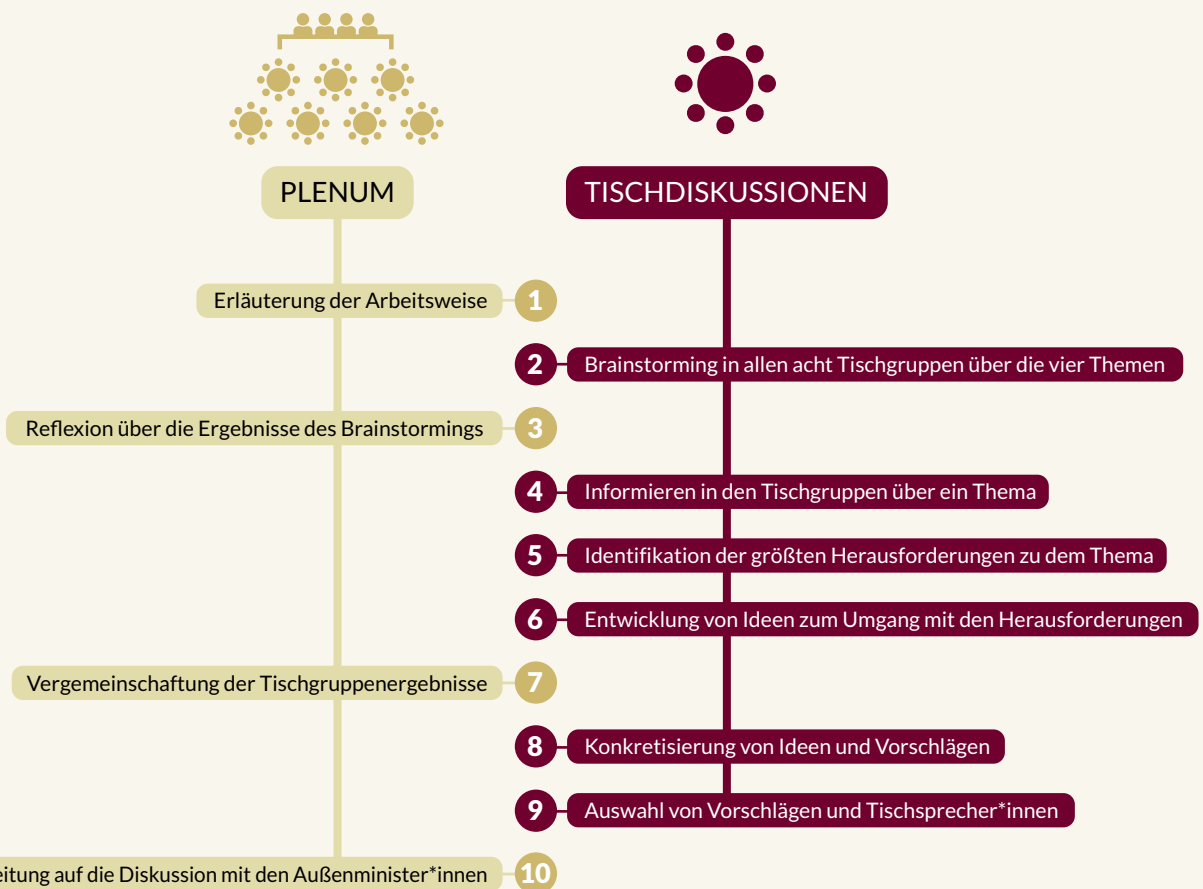 PLENUM
TISCHDISKUSSIONEN
Erläuterung der Arbeitsweise 1
2 Brainstorming in allen acht Tischgruppen über die vier Themen
Reflexion über die Ergebnisse des Brainstormings 3
4 Informieren in den Tischgruppen über ein Thema
5 Identifikation der größten Herausforderungen zu dem Thema
6 Entwicklung von Ideen zum Umgang mit den Herausforderungen
Vergemeinschaftung der Tischgruppenergebnisse 7
8 Konkretisierung von Ideen und Vorschlägen
9 Auswahl von Vorschlägen und Tischsprecher*innen
auf die Diskussion mit den Außenminister*innen 10